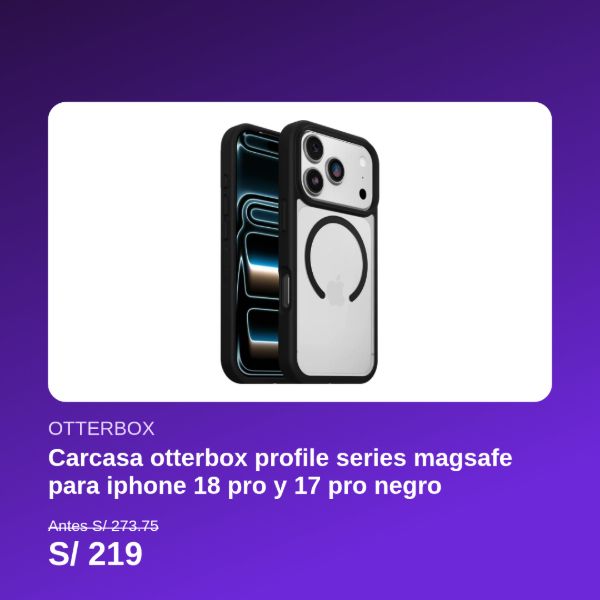 OTTERBOX
Carcasa otterbox profile series magsafe
para iphone 18 pro y 17 pro negro
Antes S/ 273.75
S/ 219